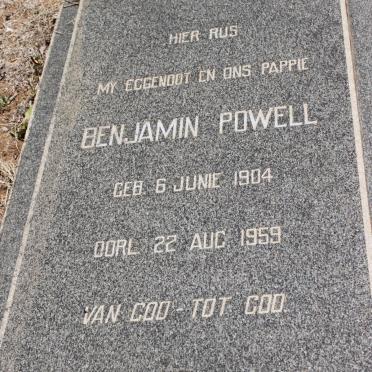 HIER RUS
MY EGGENOOT EN ONS PAPPIE
BENJAMIN POWELL
GEB. 6 JUNIE 1904
OORL. 22 AUG 1959
VAN GOD - TOT GOD.